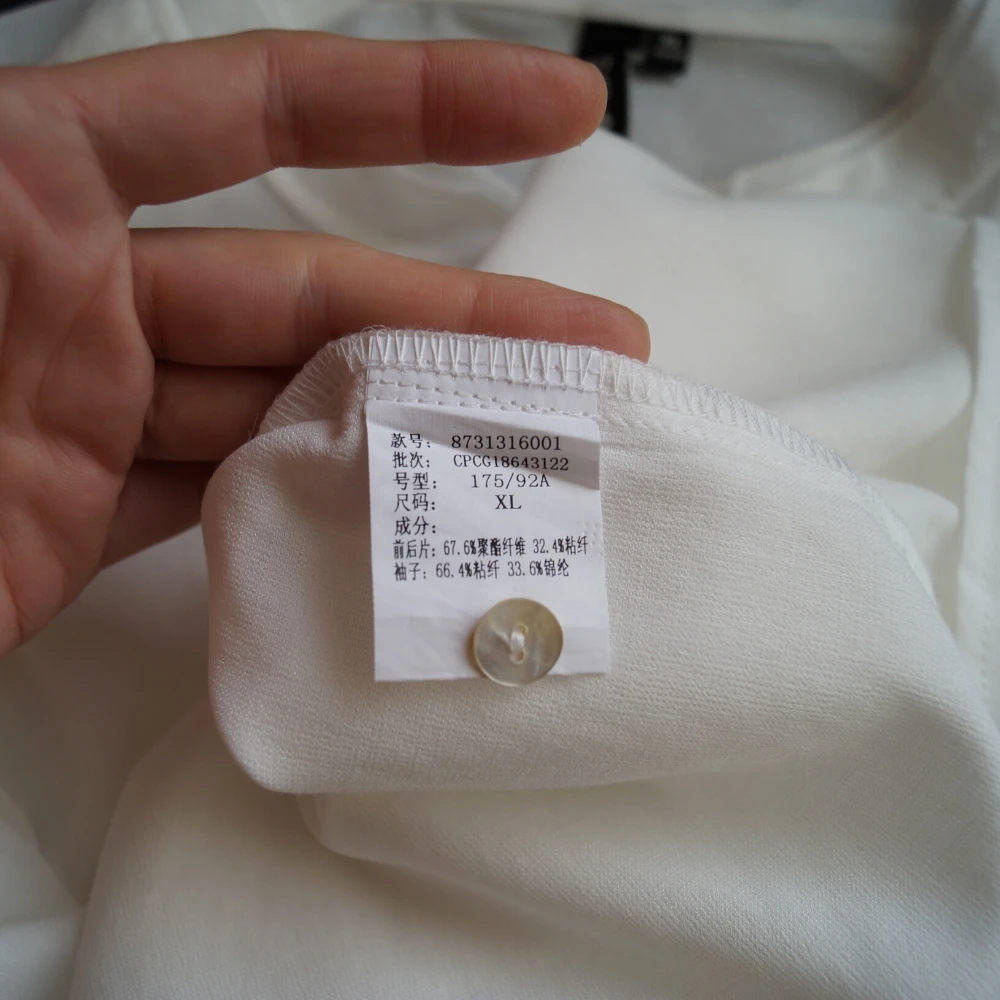 款号: 8731316001
批次: CPCG18643122
号型: 175/92A
尺码: XL
成分:
前后片: 67.6%聚酯纤维 32.4%粘纤
袖子: 66.4%粘纤 33.6%锦纶